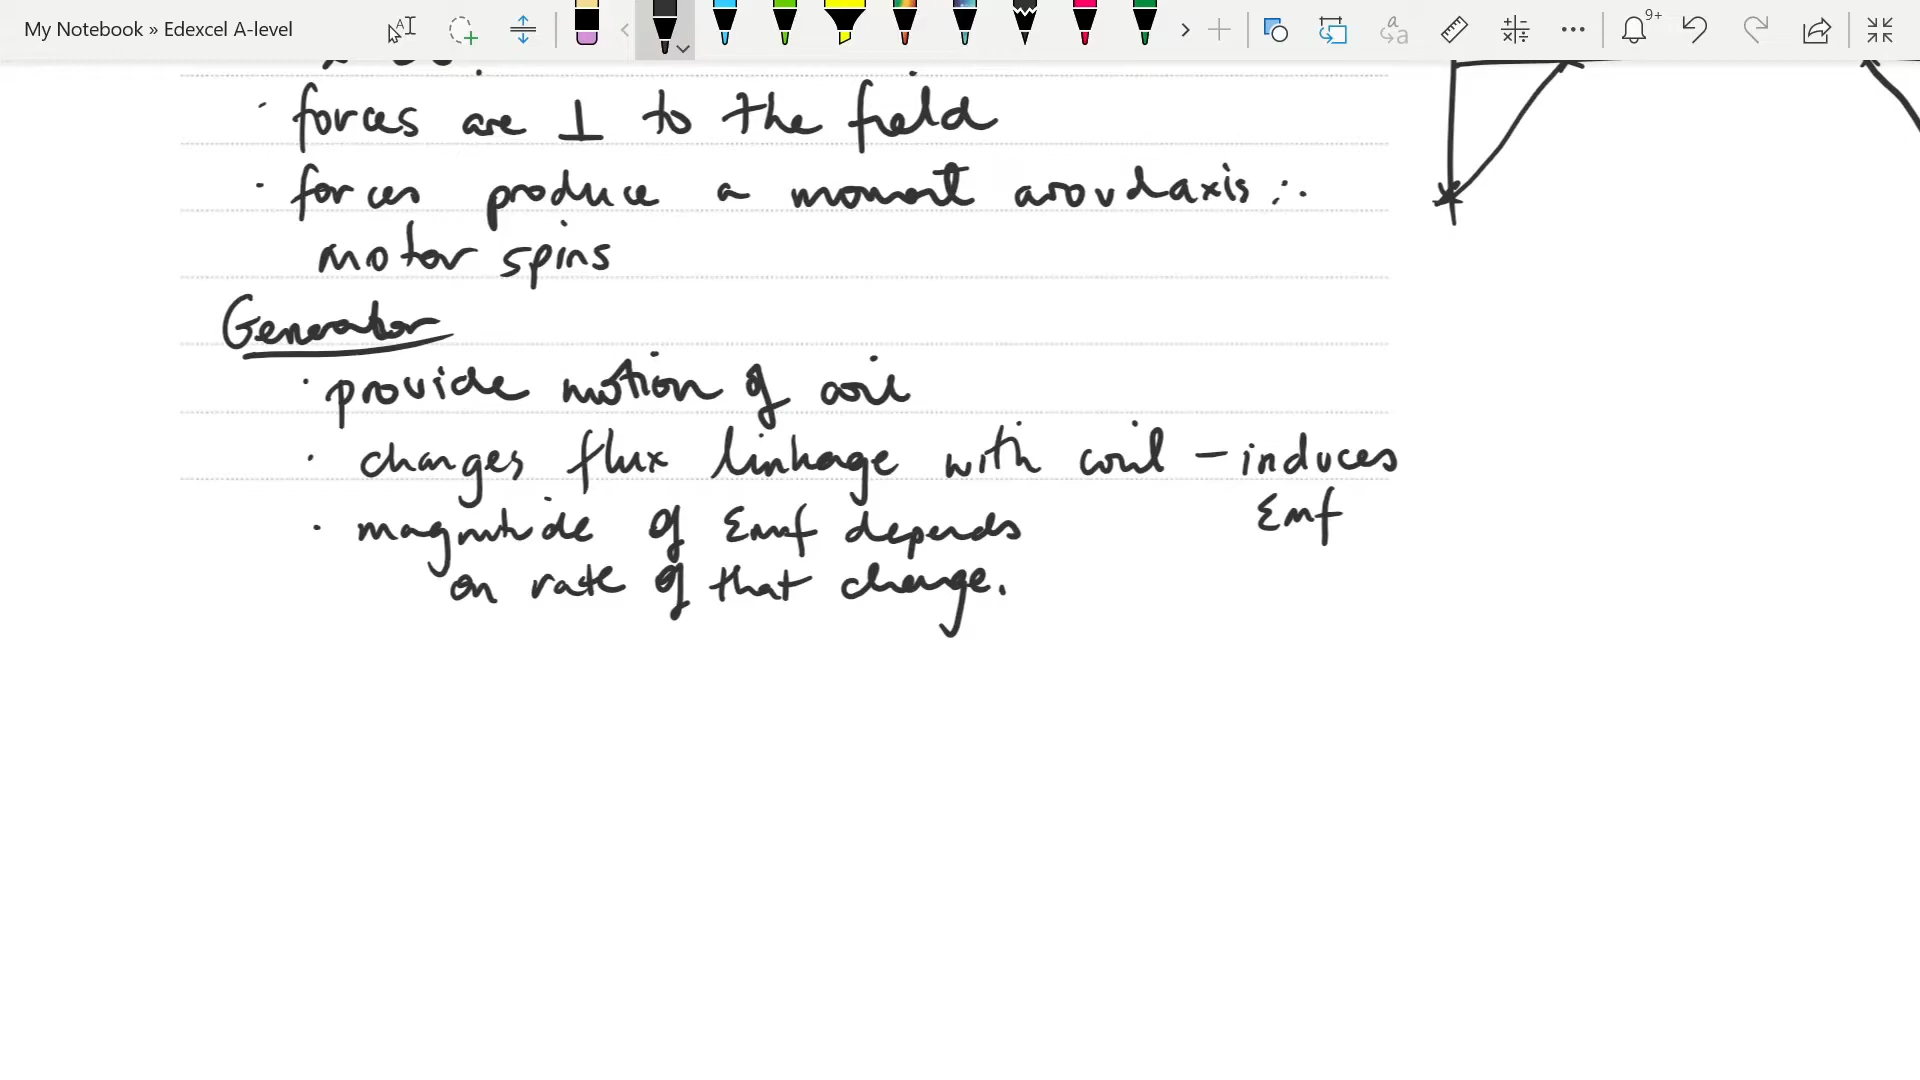 My Notebook » Edexcel A-level
9+
· forces are ⊥ to the field
· forces produce a moment around axis ∴
motor spins
Generator
· provide motion of coil
· changes flux linkage with coil – induces
Emf
· magnitude of Emf depends
on rate of that change.